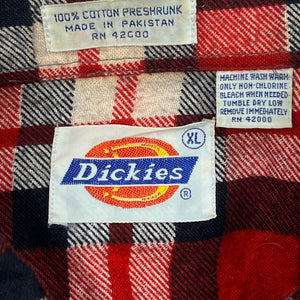 100% COTTON PRESHRUNK
MADE IN PAKISTAN
RN 42000
MACHINE WASH WARM
ONLY NON-CHLORINE
BLEACH WHEN NEEDED
TUMBLE DRY LOW
REMOVE IMMEDIATELY
RN 42000
XL
Dickies
®